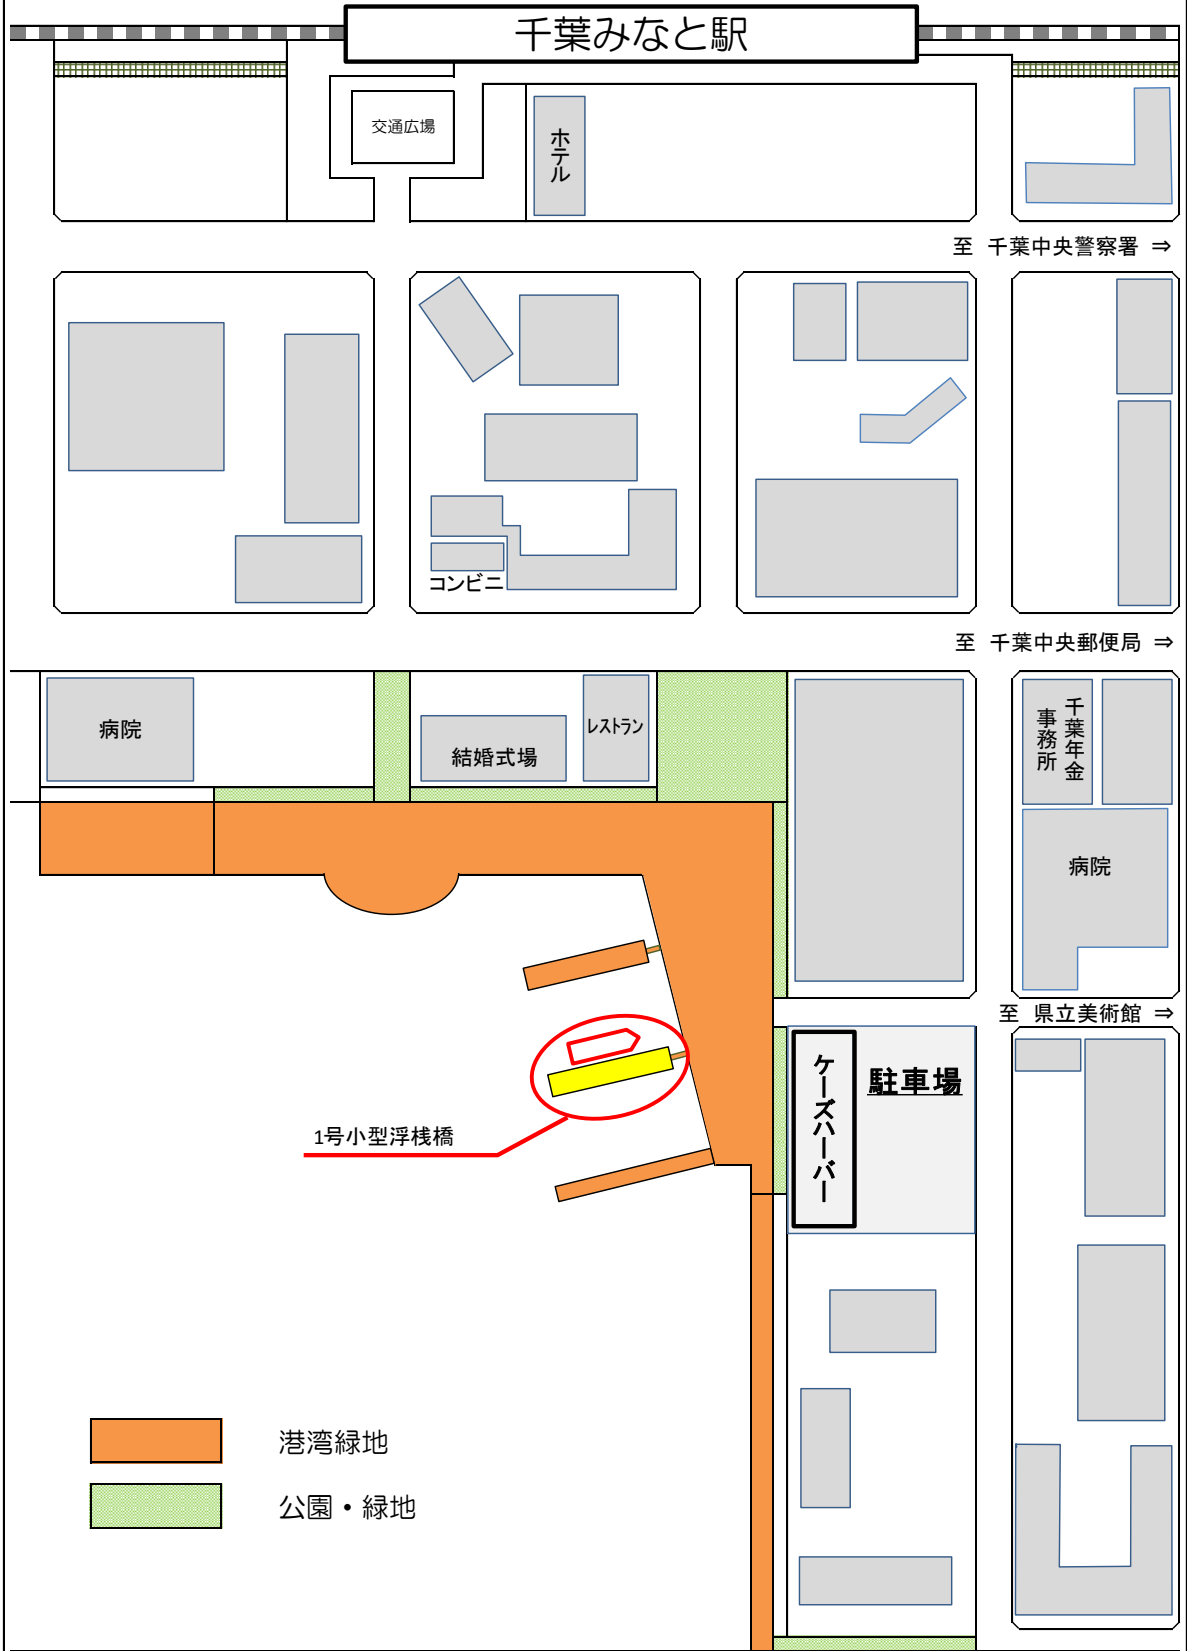 千葉みなと駅
交通広場
ホテル
至 千葉中央警察署 ⇒
コンビニ
至 千葉中央郵便局 ⇒
病院
結婚式場
レストラン
千葉年金
事務所
病院
至 県立美術館 ⇒
ケーズハーバー
駐車場
1号小型浮桟橋
港湾緑地
公園・緑地